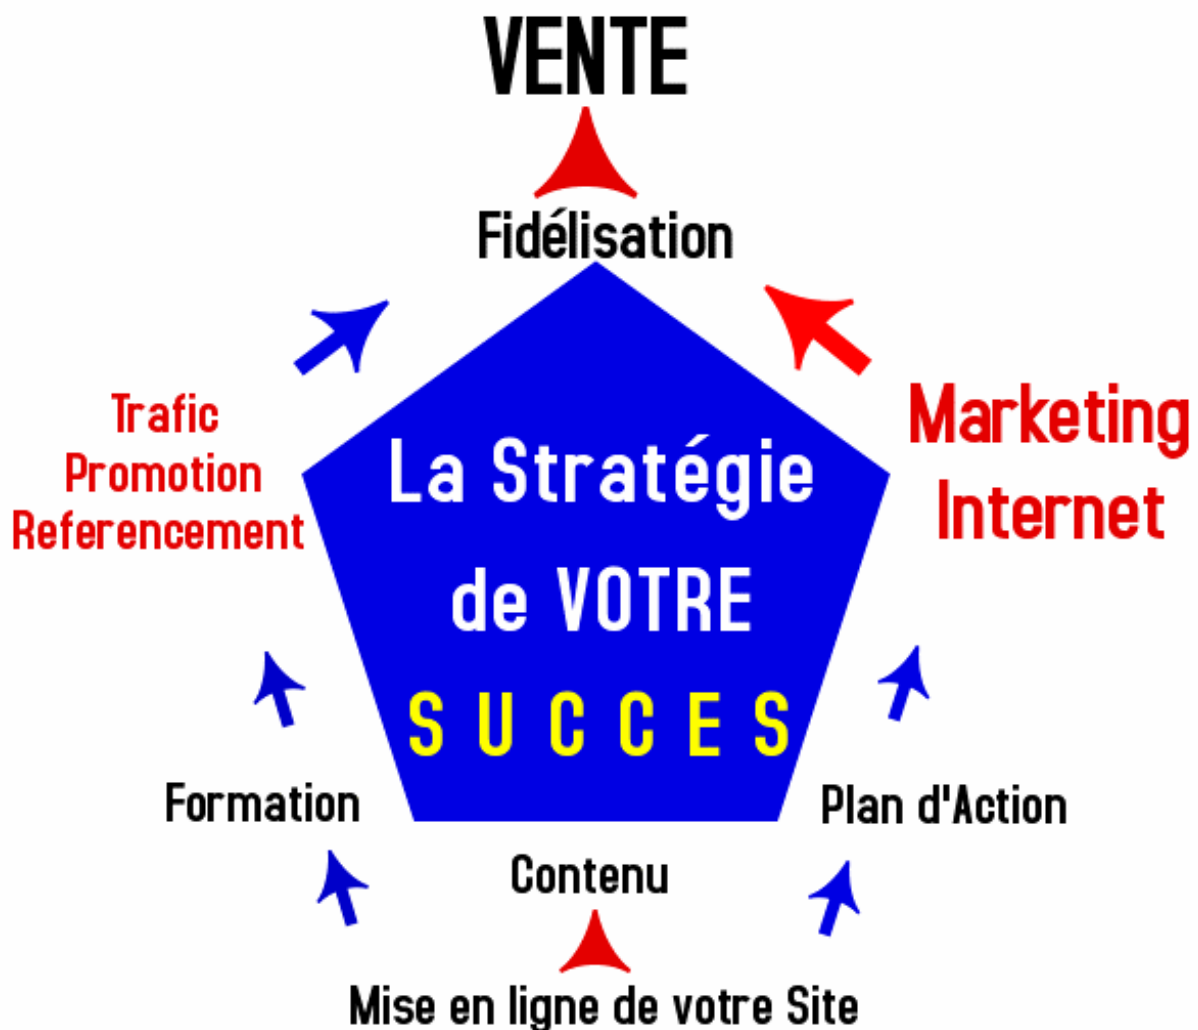 VENTE
Fidélisation
Trafic
Promotion
Referencement
Marketing
Internet
La Stratégie
de VOTRE
SUCCES
Formation
Plan d'Action
Contenu
Mise en ligne de votre Site